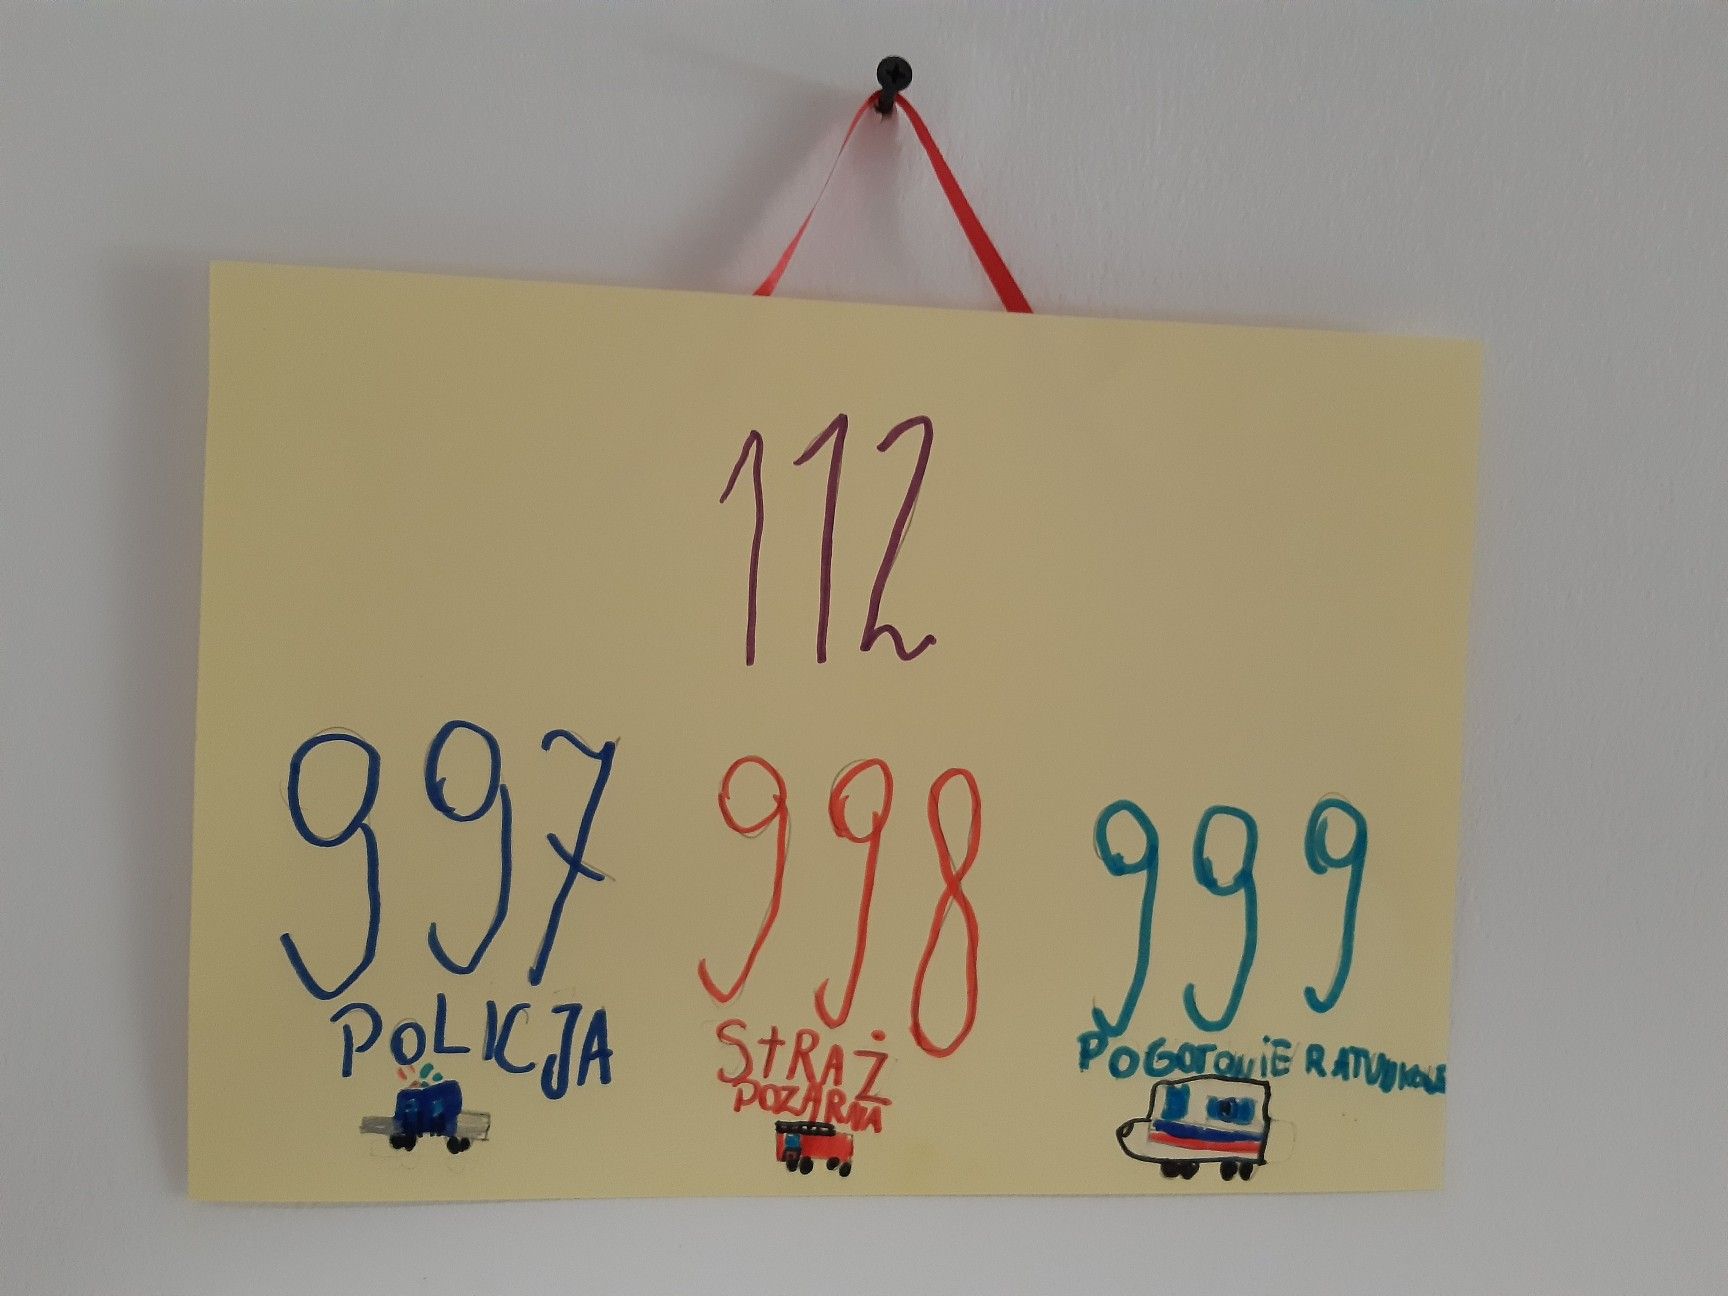 112
997 998 999
POLICJA
STRAŻ
POŻARNA
POGOTOWIE RATUNKOWE